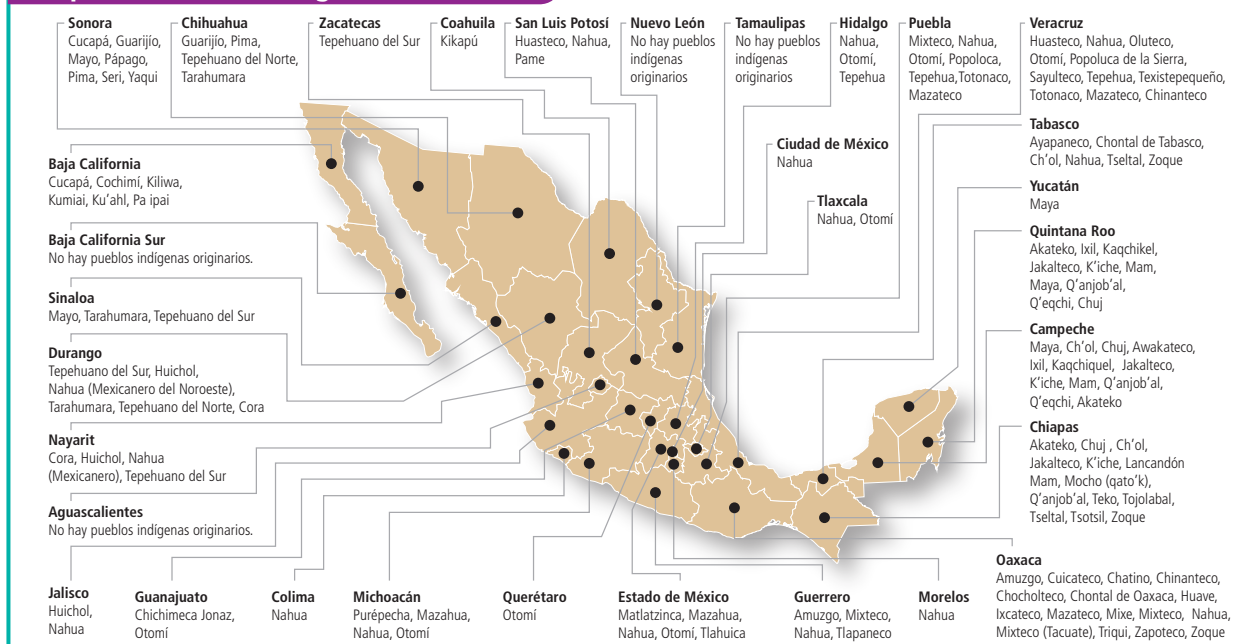 Sonora
Cucapá, Guarijío,
Mayo, Pápago,
Pima, Seri, Yaqui
Chihuahua
Guarijío, Pima,
Tepehuano del Norte,
Tarahumara
Zacatecas
Tepehuano del Sur
Coahuila
Kikapú
San Luis Potosí
Huasteco, Nahua,
Pame
Nuevo León
No hay pueblos
indígenas
originarios
Tamaulipas
No hay pueblos
indígenas
originarios
Hidalgo
Nahua,
Otomí,
Tepehua
Puebla
Mixteco, Nahua,
Otomí, Popoloca,
Tepehua,Totonaco,
Mazateco
Veracruz
Huasteco, Nahua, Oluteco,
Otomí, Popoluca de la Sierra,
Sayulteco, Tepehua, Texistepequeño,
Totonaco, Mazateco, Chinanteco
Ciudad de México
Nahua
Tlaxcala
Nahua, Otomí
Tabasco
Ayapaneco, Chontal de Tabasco,
Ch'ol, Nahua, Tseltal, Zoque
Yucatán
Maya
Quintana Roo
Akateko, Ixil, Kaqchikel,
Jakalteco, K'iche, Mam,
Maya, Q'anjob'al,
Q'eqchi, Chuj
Campeche
Maya, Ch'ol, Chuj, Awakateco,
Ixil, Kaqchiquel, Jakalteco,
K'iche, Mam, Q'anjob'al,
Q'eqchi, Akateko
Chiapas
Akateko, Chuj , Ch'ol,
Jakalteco, K'iche, Lancandón
Mam, Mocho (qato'k),
Q'anjob'al, Teko, Tojolabal,
Tseltal, Tsotsil, Zoque
Baja California
Cucapá, Cochimí, Kiliwa,
Kumiai, Ku'ahl, Pa ipai
Baja California Sur
No hay pueblos indígenas originarios.
Sinaloa
Mayo, Tarahumara, Tepehuano del Sur
Durango
Tepehuano del Sur, Huichol,
Nahua (Mexicanero del Noroeste),
Tarahumara, Tepehuano del Norte, Cora
Nayarit
Cora, Huichol, Nahua
(Mexicanero), Tepehuano del Sur
Aguascalientes
No hay pueblos indígenas originarios.
Jalisco
Huichol,
Nahua
Guanajuato
Chichimeca Jonaz,
Otomí
Colima
Nahua
Michoacán
Purépecha, Mazahua,
Nahua, Otomí
Querétaro
Otomí
Estado de México
Matlatzinca, Mazahua,
Nahua, Otomí, Tlahuica
Guerrero
Amuzgo, Mixteco,
Nahua, Tlapaneco
Morelos
Nahua
Oaxaca
Amuzgo, Cuicateco, Chatino, Chinanteco,
Chocholteco, Chontal de Oaxaca, Huave,
Ixcateco, Mazateco, Mixe, Mixteco, Nahua,
Mixteco (Tacuate), Triqui, Zapoteco, Zoque